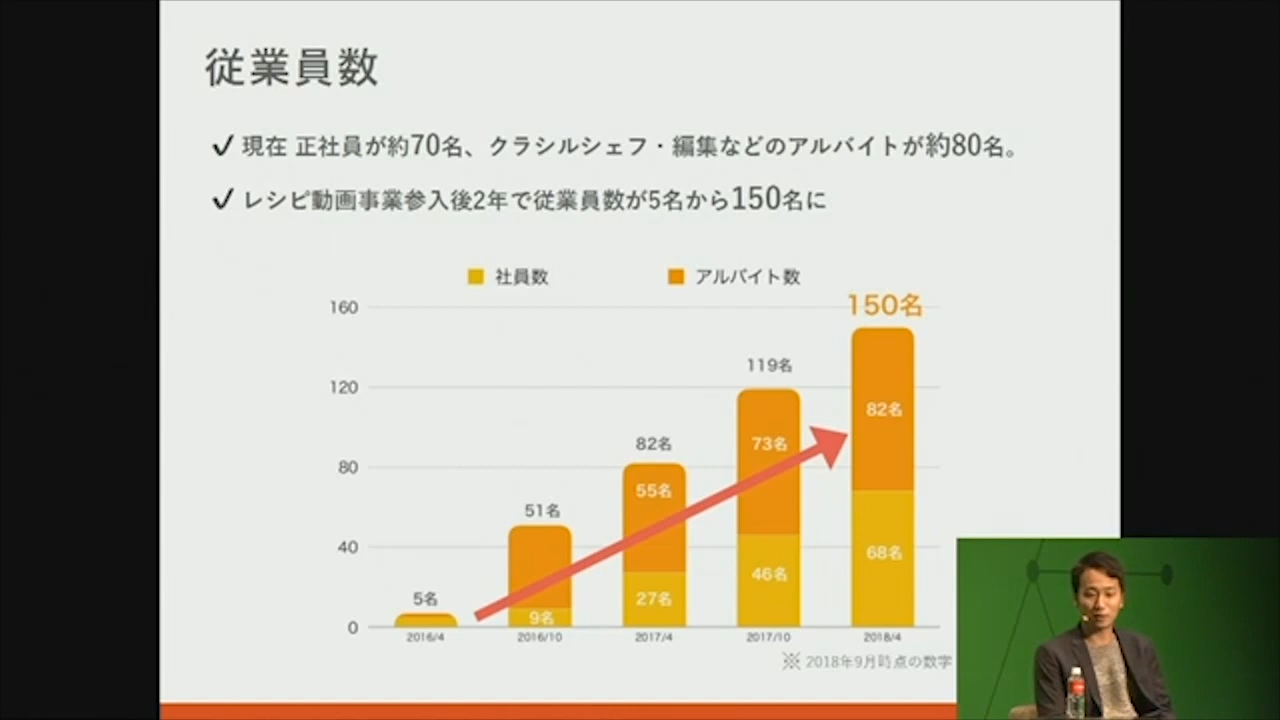 従業員数
✓ 現在 正社員が約70名、クラシルシェフ・編集などのアルバイトが約80名。
✓ レシピ動画事業参入後2年で従業員数が5名から150名に
社員数 アルバイト数
160
120
80
40
0
5名
51名
9名
82名
55名
27名
119名
73名
46名
150名
82名
68名
2016/4 2016/10 2017/4 2017/10 2018/4
※ 2018年9月時点の数字